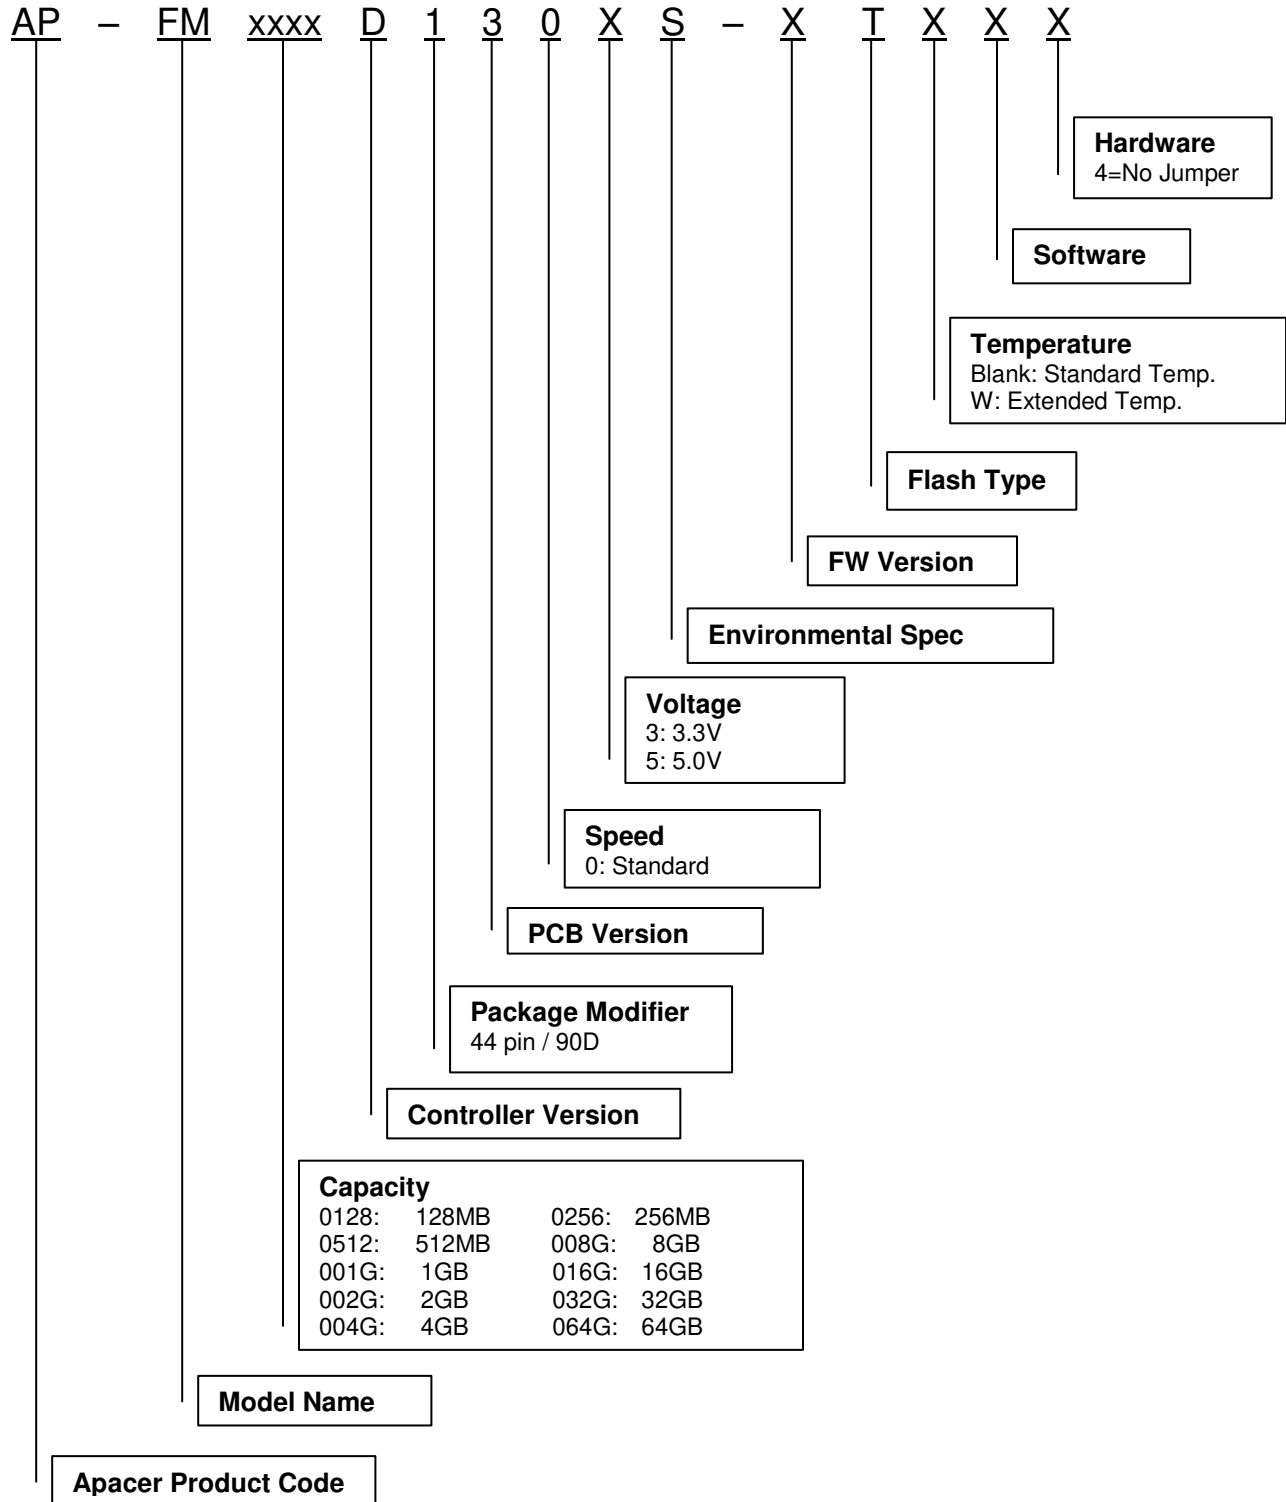 AP – FM xxxx D 1 3 0 X S – X T X X X
Hardware
4=No Jumper
Software
Temperature
Blank: Standard Temp.
W: Extended Temp.
Flash Type
FW Version
Environmental Spec
Voltage
3: 3.3V
5: 5.0V
Speed
0: Standard
PCB Version
Package Modifier
44 pin / 90D
Controller Version
Capacity
0128: 128MB 0256: 256MB
0512: 512MB 008G: 8GB
001G: 1GB 016G: 16GB
002G: 2GB 032G: 32GB
004G: 4GB 064G: 64GB
Model Name
Apacer Product Code